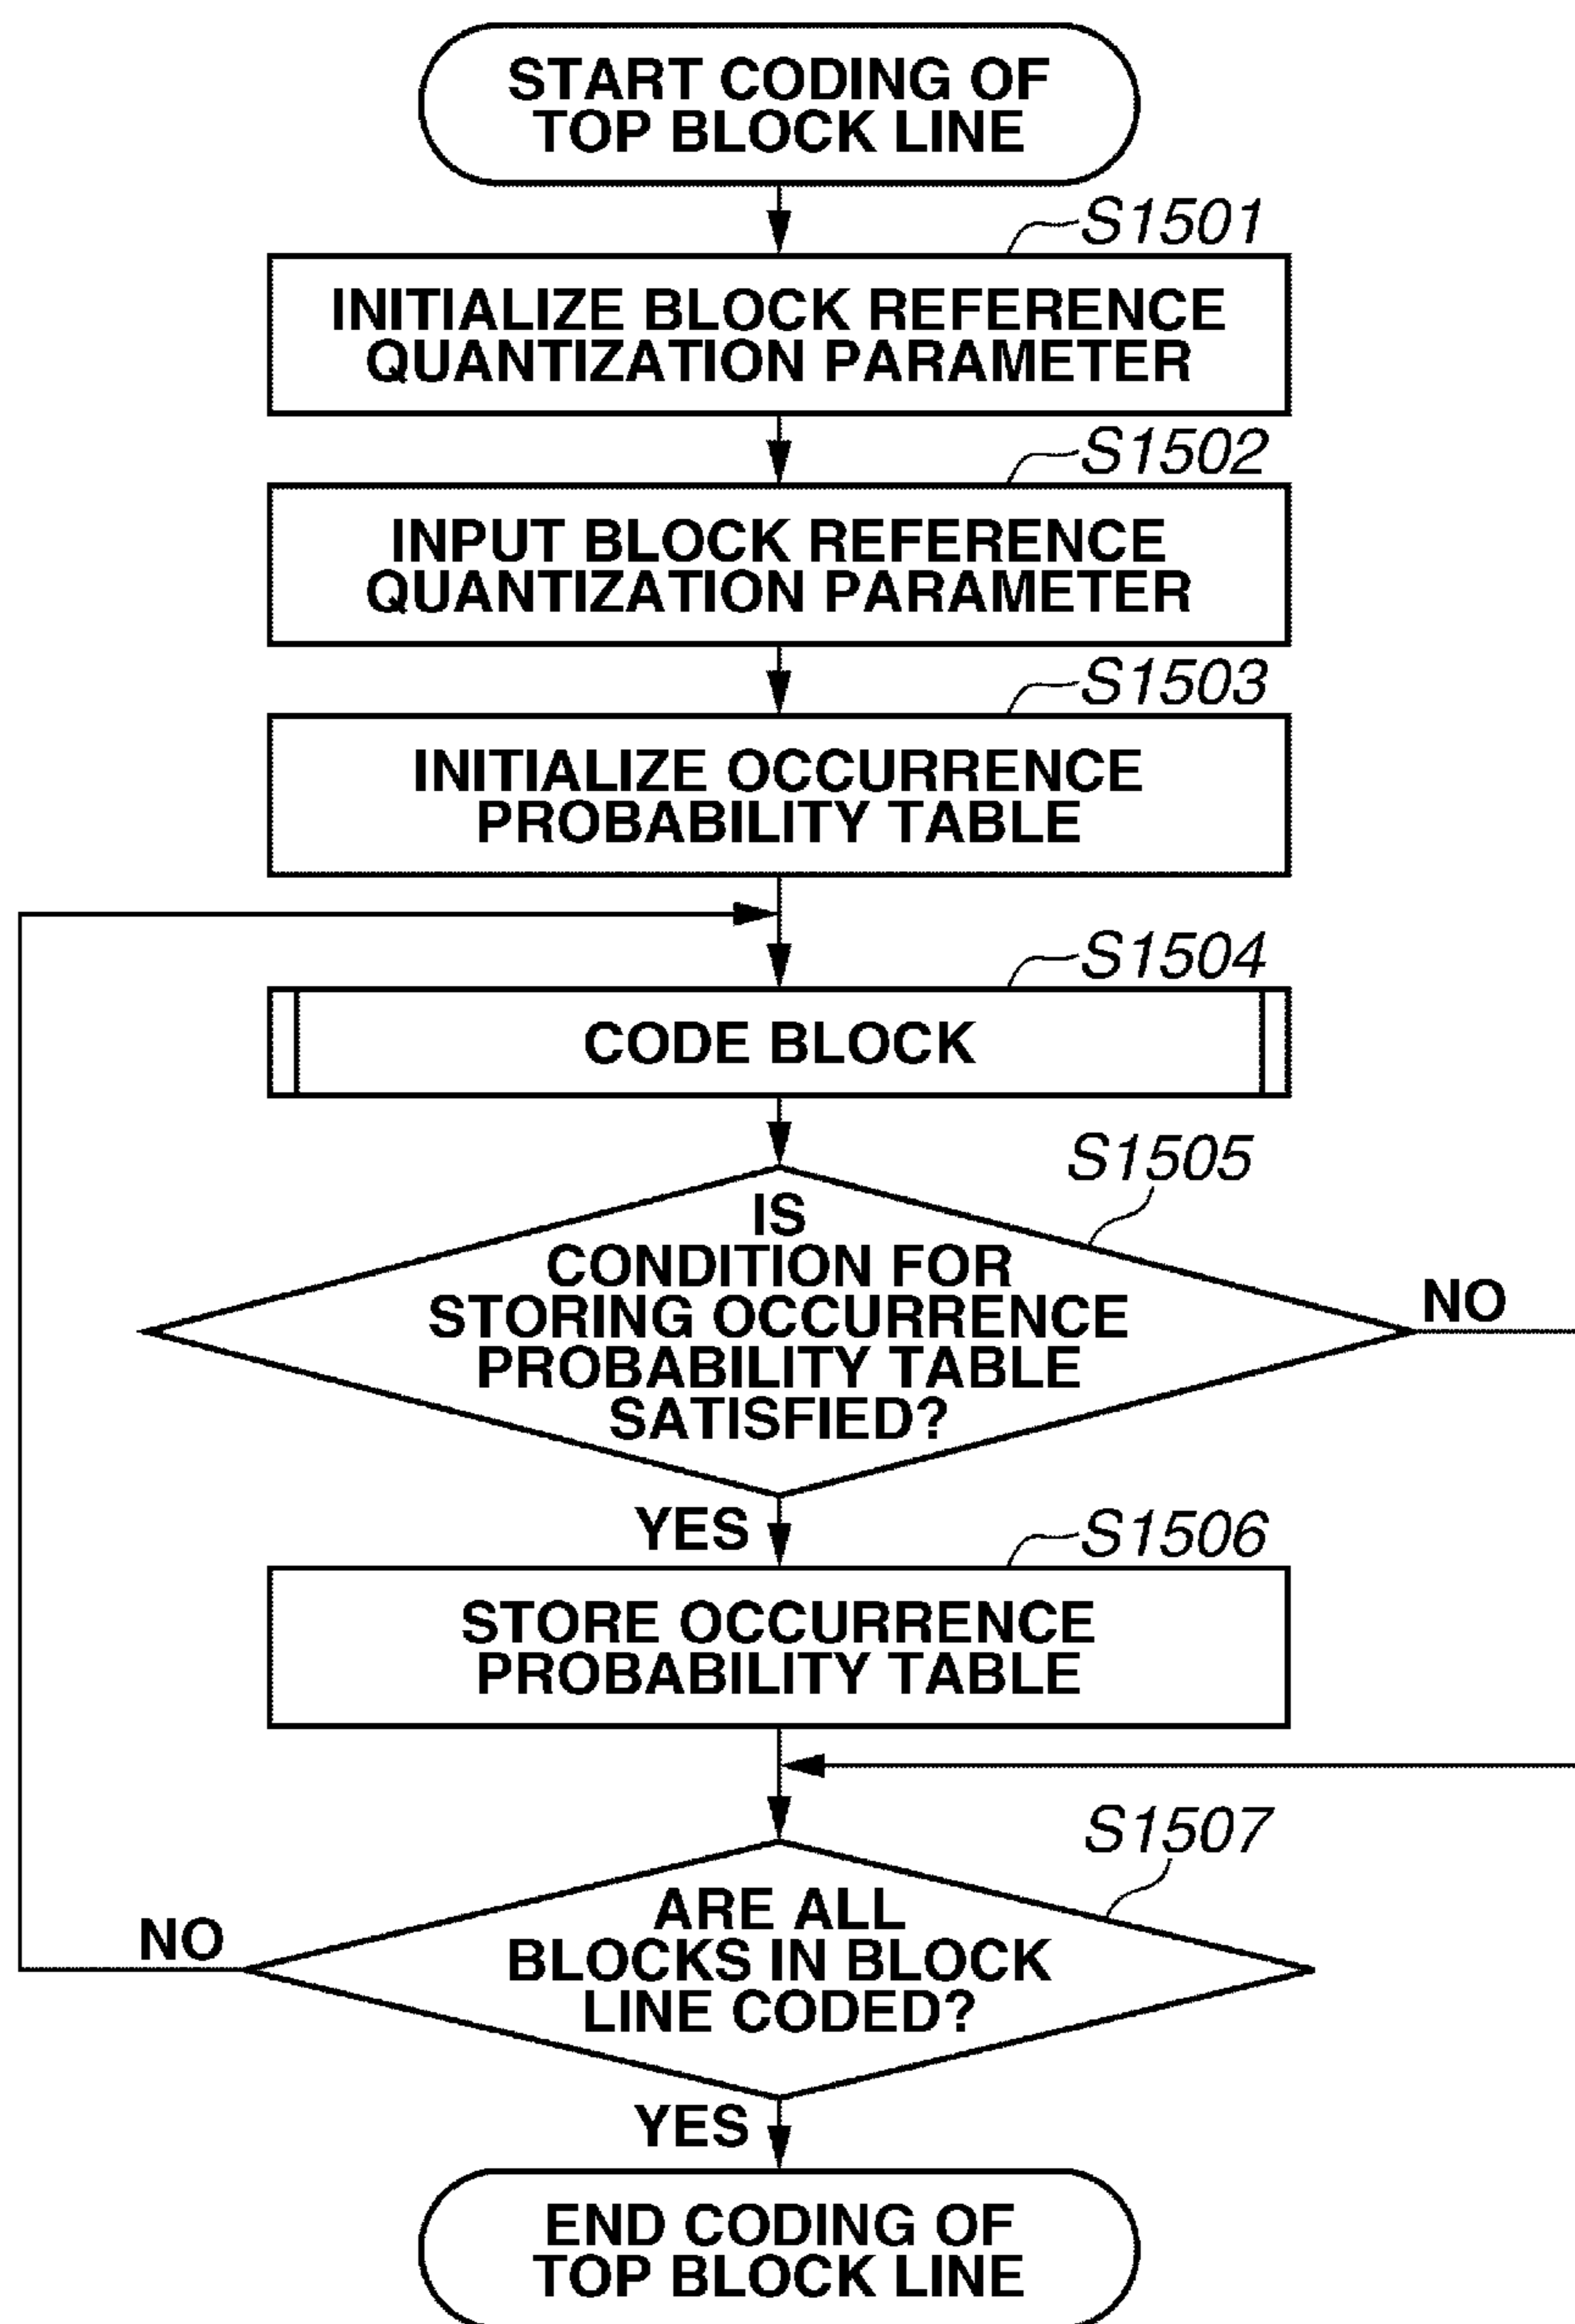 START CODING OF
TOP BLOCK LINE
S1501
INITIALIZE BLOCK REFERENCE
QUANTIZATION PARAMETER
S1502
INPUT BLOCK REFERENCE
QUANTIZATION PARAMETER
S1503
INITIALIZE OCCURRENCE
PROBABILITY TABLE
S1504
CODE BLOCK
S1505
IS
CONDITION FOR
STORING OCCURRENCE
PROBABILITY TABLE
SATISFIED?
NO
YES
S1506
STORE OCCURRENCE
PROBABILITY TABLE
S1507
ARE ALL
BLOCKS IN BLOCK
LINE CODED?
NO
YES
END CODING OF
TOP BLOCK LINE